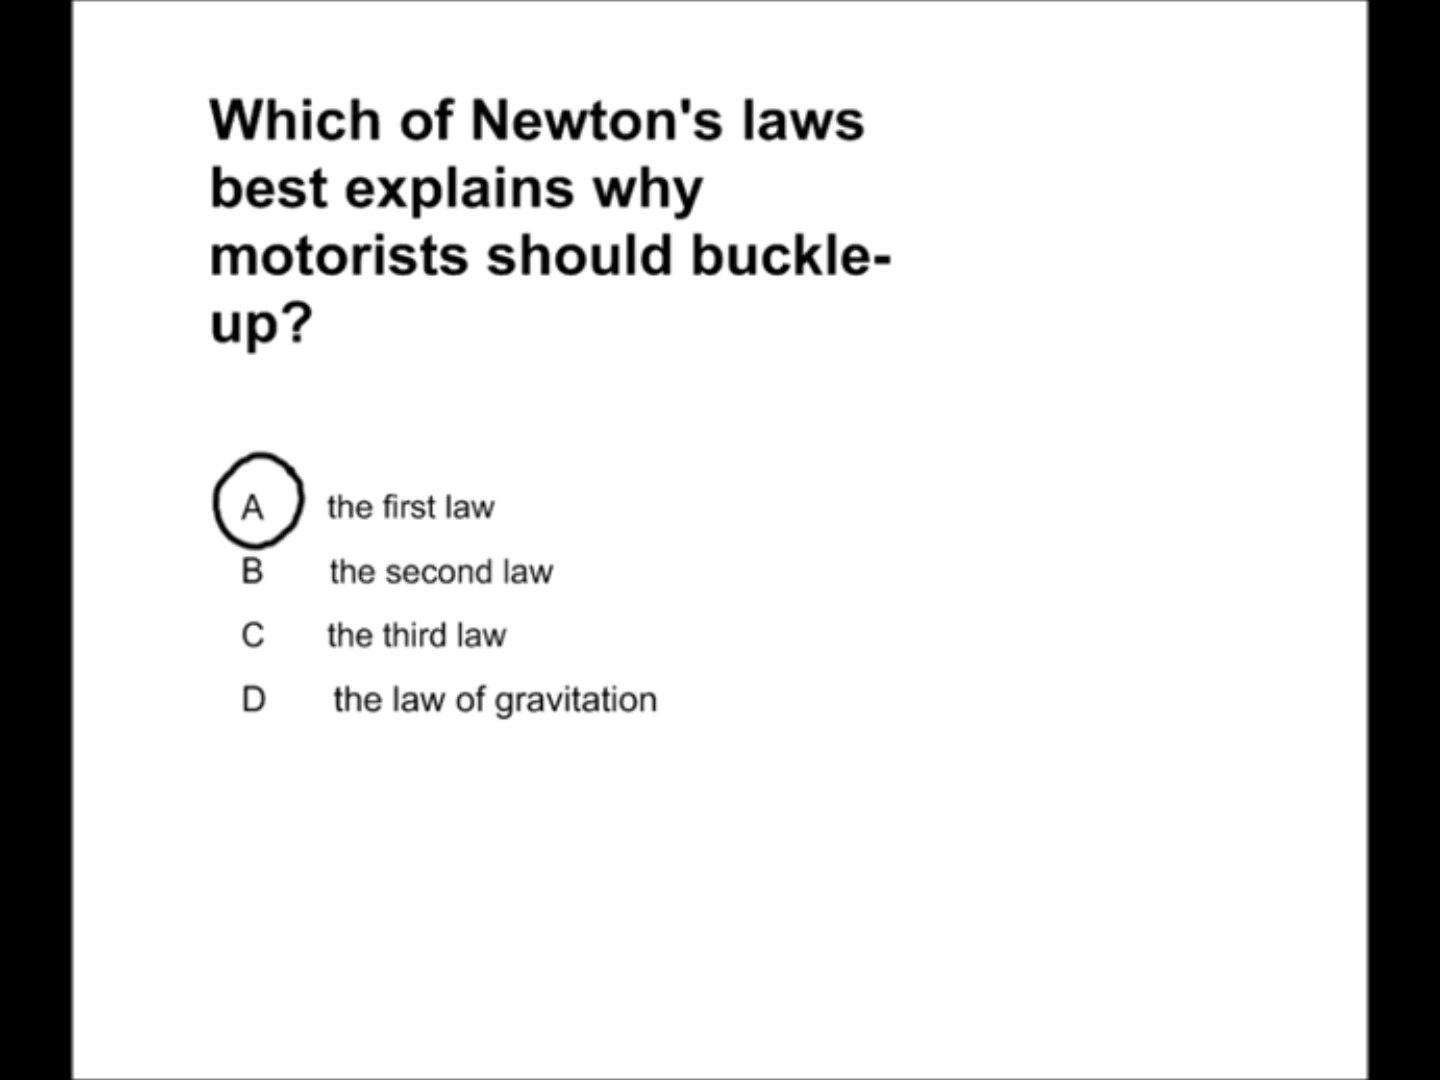 Which of Newton's laws
best explains why
motorists should buckle-
up?
A the first law
B the second law
C the third law
D the law of gravitation